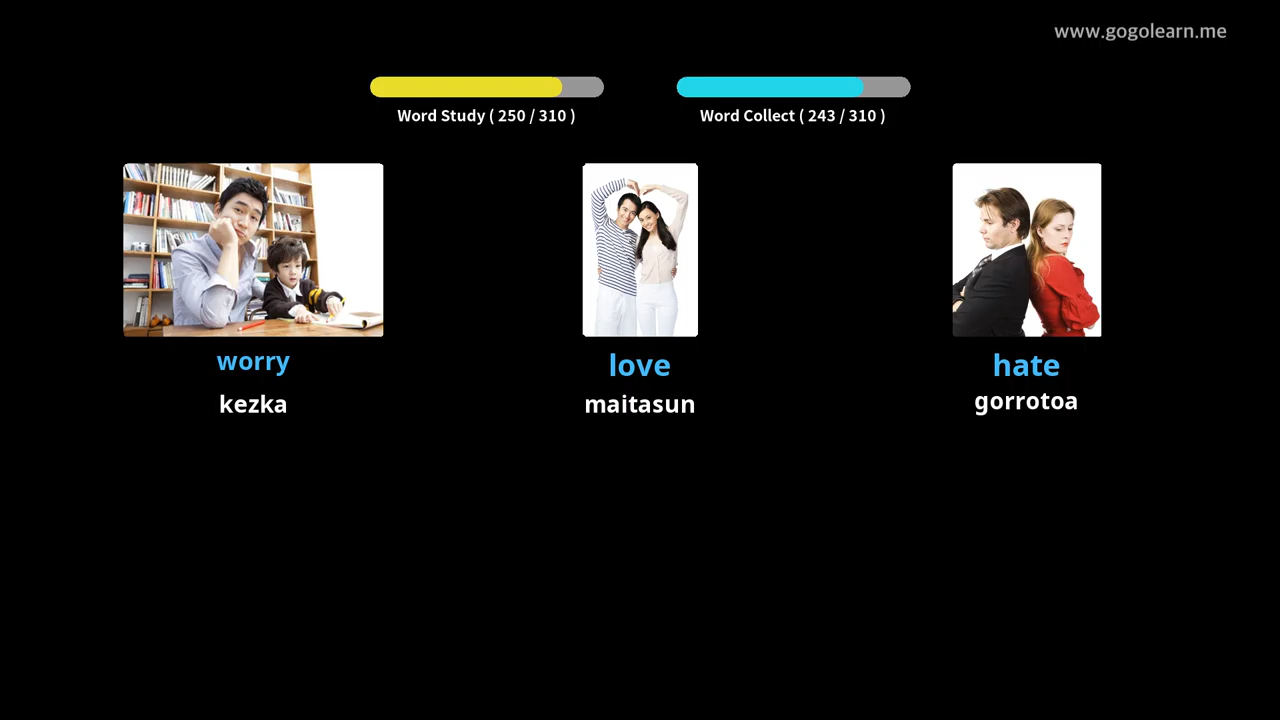 www.gogolearn.me
Word Study ( 250 / 310 )
Word Collect ( 243 / 310 )
worry
love
hate
kezka
maitasun
gorrotoa